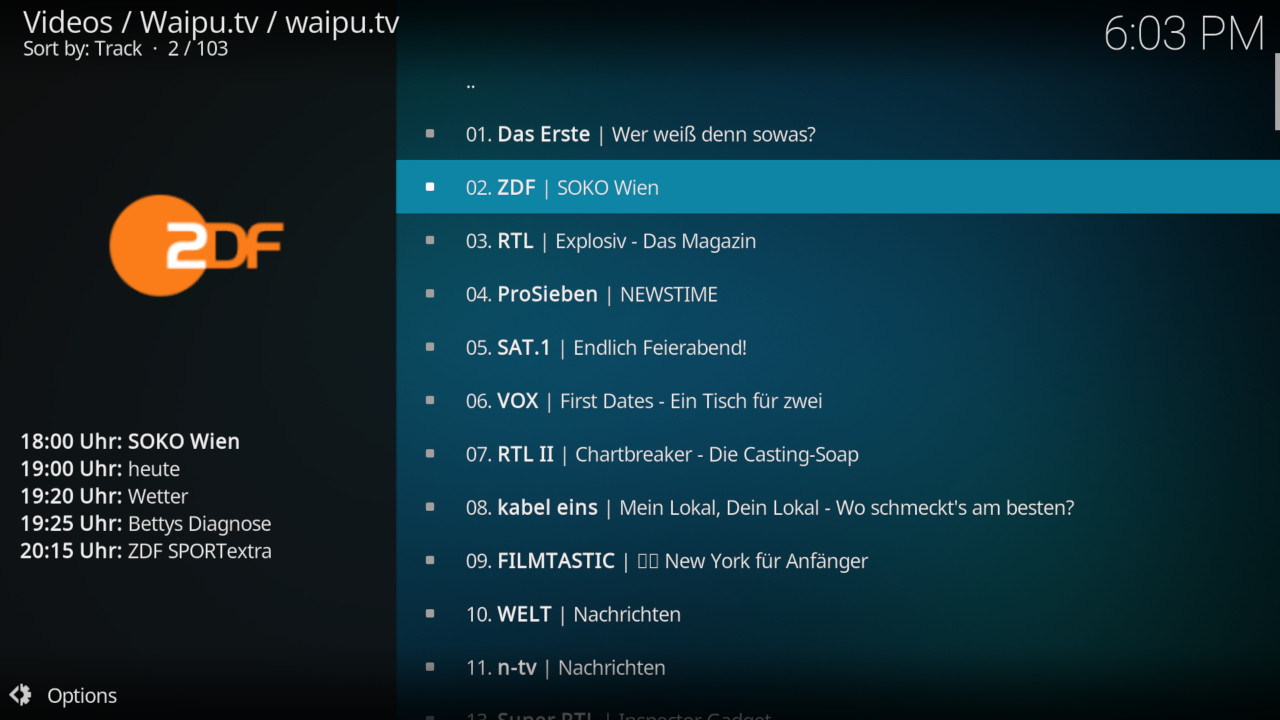 Videos / Waipu.tv / waipu.tv
Sort by: Track · 2 / 103
6:03 PM
ZDF
18:00 Uhr: SOKO Wien
19:00 Uhr: heute
19:20 Uhr: Wetter
19:25 Uhr: Bettys Diagnose
20:15 Uhr: ZDF SPORTextra
Options
..
01. Das Erste | Wer weiß denn sowas?
02. ZDF | SOKO Wien
03. RTL | Explosiv - Das Magazin
04. ProSieben | NEWSTIME
05. SAT.1 | Endlich Feierabend!
06. VOX | First Dates - Ein Tisch für zwei
07. RTL II | Chartbreaker - Die Casting-Soap
08. kabel eins | Mein Lokal, Dein Lokal - Wo schmeckt's am besten?
09. FILMTASTIC | New York für Anfänger
10. WELT | Nachrichten
11. n-tv | Nachrichten
Super RTL | Inspector Gadget